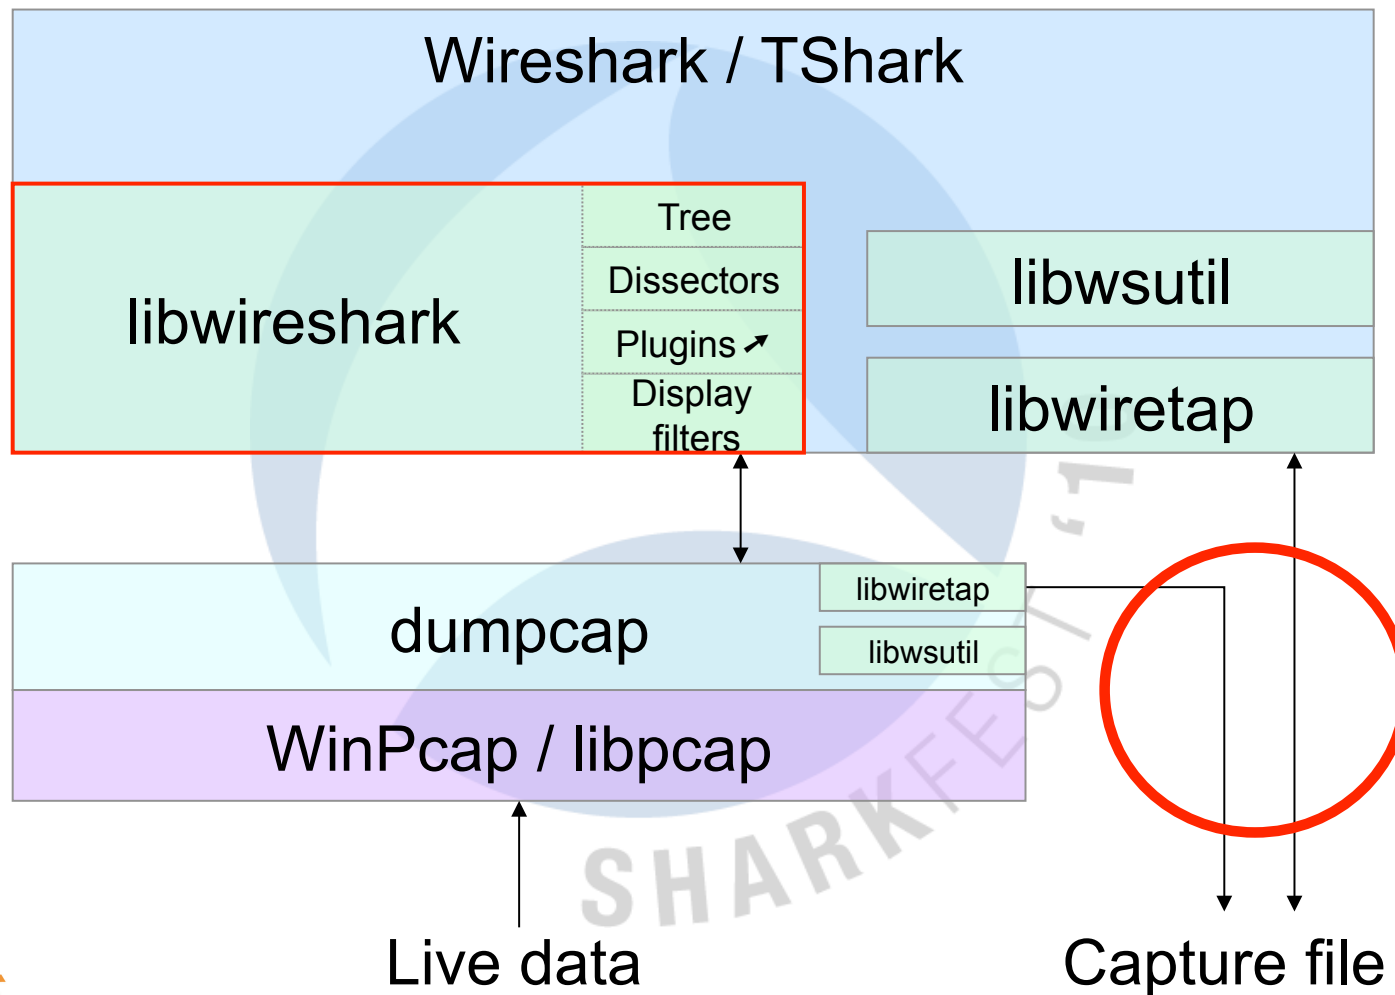 Wireshark / TShark
libwireshark
Tree
Dissectors
Plugins
Display
filters
libwsutil
libwiretap
dumpcap
libwiretap
libwsutil
WinPcap / libpcap
Live data
Capture file
SHARKFEST '10